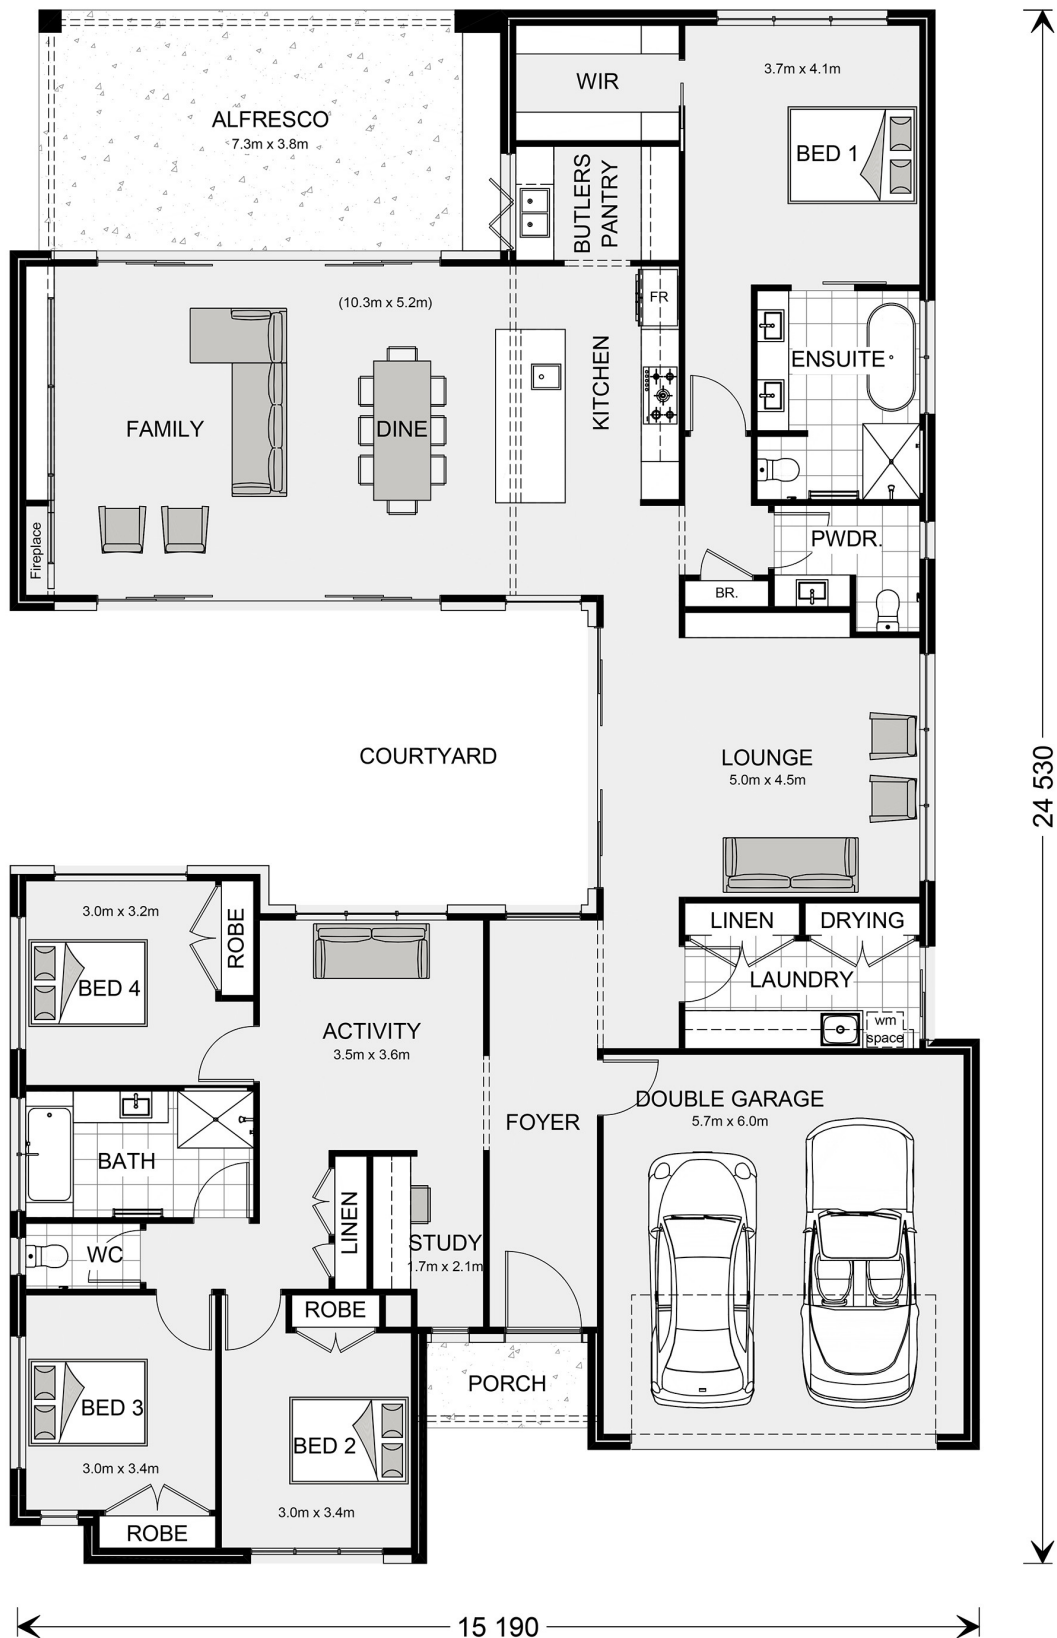 WIR
3.7m x 4.1m
ALFRESCO
7.3m x 3.8m
BED 1
BUTLERS
PANTRY
(10.3m x 5.2m)
FR
KITCHEN
ENSUITE
FAMILY
DINE
Fireplace
PWDR.
BR.
COURTYARD
LOUNGE
5.0m x 4.5m
24 530
3.0m x 3.2m
ROBE
LINEN
DRYING
BED 4
LAUNDRY
ACTIVITY
3.5m x 3.6m
wm
space
DOUBLE GARAGE
5.7m x 6.0m
FOYER
BATH
LINEN
STUDY
1.7m x 2.1m
WC
ROBE
PORCH
BED 3
BED 2
3.0m x 3.4m
3.0m x 3.4m
ROBE
15 190